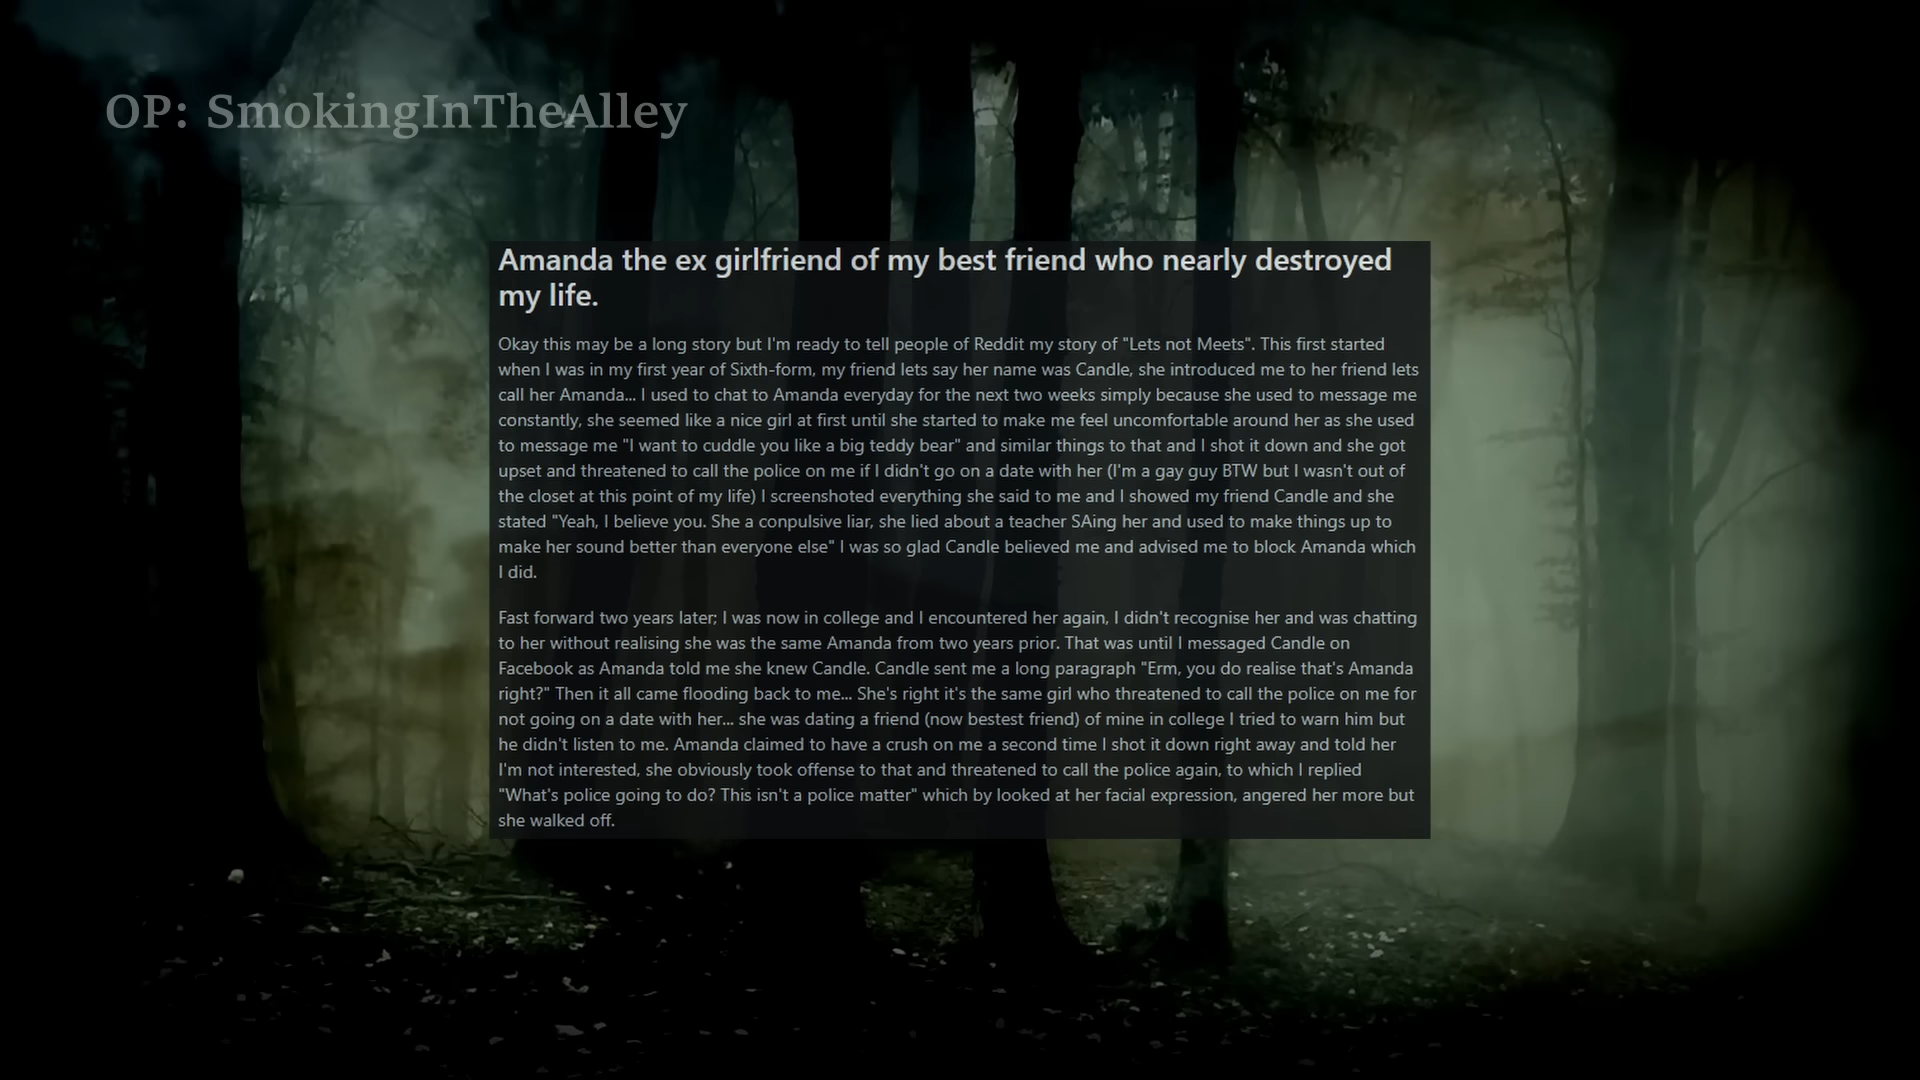 OP: SmokingInTheAlley
Amanda the ex girlfriend of my best friend who nearly destroyed
my life.
Okay this may be a long story but I'm ready to tell people of Reddit my story of "Lets not Meets". This first started
when I was in my first year of Sixth-form, my friend lets say her name was Candle, she introduced me to her friend lets
call her Amanda... I used to chat to Amanda everyday for the next two weeks simply because she used to message me
constantly, she seemed like a nice girl at first until she started to make me feel uncomfortable around her as she used
to message me "I want to cuddle you like a big teddy bear" and similar things to that and I shot it down and she got
upset and threatened to call the police on me if I didn't go on a date with her (I'm a gay guy BTW but I wasn't out of
the closet at this point of my life) I screenshoted everything she said to me and I showed my friend Candle and she
stated "Yeah, I believe you. She a conpulsive liar, she lied about a teacher SAing her and used to make things up to
make her sound better than everyone else" I was so glad Candle believed me and advised me to block Amanda which
I did.
Fast forward two years later; I was now in college and I encountered her again, I didn't recognise her and was chatting
to her without realising she was the same Amanda from two years prior. That was until I messaged Candle on
Facebook as Amanda told me she knew Candle. Candle sent me a long paragraph "Erm, you do realise that's Amanda
right?" Then it all came flooding back to me... She's right it's the same girl who threatened to call the police on me for
not going on a date with her... she was dating a friend (now bestest friend) of mine in college I tried to warn him but
he didn't listen to me. Amanda claimed to have a crush on me a second time I shot it down right away and told her
I'm not interested, she obviously took offense to that and threatened to call the police again, to which I replied
"What's police going to do? This isn't a police matter" which by looked at her facial expression, angered her more but
she walked off.